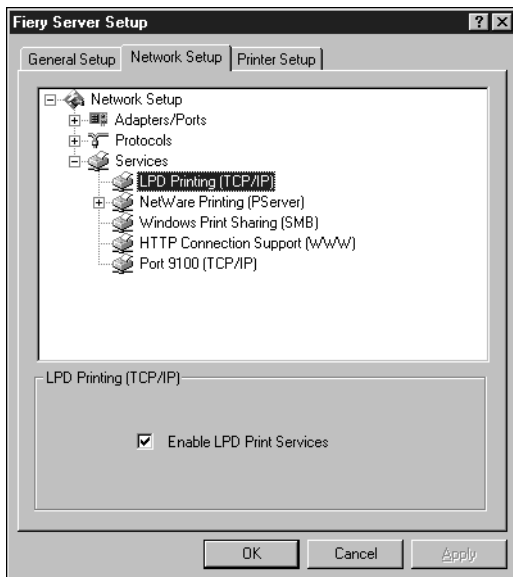 Fiery Server Setup
General Setup
Network Setup
Printer Setup
Network Setup
Adapters/Ports
Protocols
Services
LPD Printing (TCP/IP)
NetWare Printing (PServer)
Windows Print Sharing (SMB)
HTTP Connection Support (WWW)
Port 9100 (TCP/IP)
LPD Printing (TCP/IP)
Enable LPD Print Services
OK
Cancel
Apply